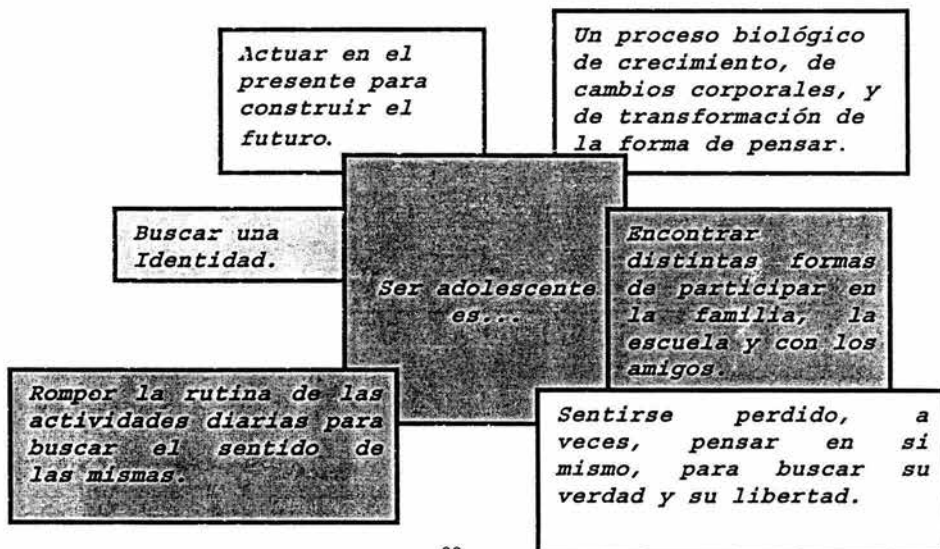 Actuar en el
presente para
construir el
futuro.
Un proceso biológico
de crecimiento, de
cambios corporales, y
de transformación de
la forma de pensar.
Buscar una
Identidad.
Ser adolescente
es...
Encontrar
distintas formas
de participar en
la familia, la
escuela y con los
amigos.
Romper la rutina de las
actividades diarias para
buscar el sentido de
las mismas.
Sentirse perdido, a
veces, pensar en si
mismo, para buscar su
verdad y su libertad.